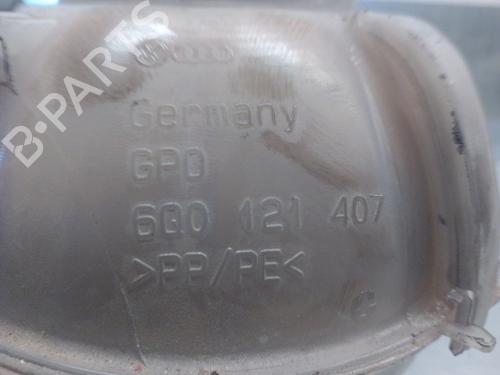 B-PARTS
Germany
GPO
6Q0 121 407
>PP/PE<